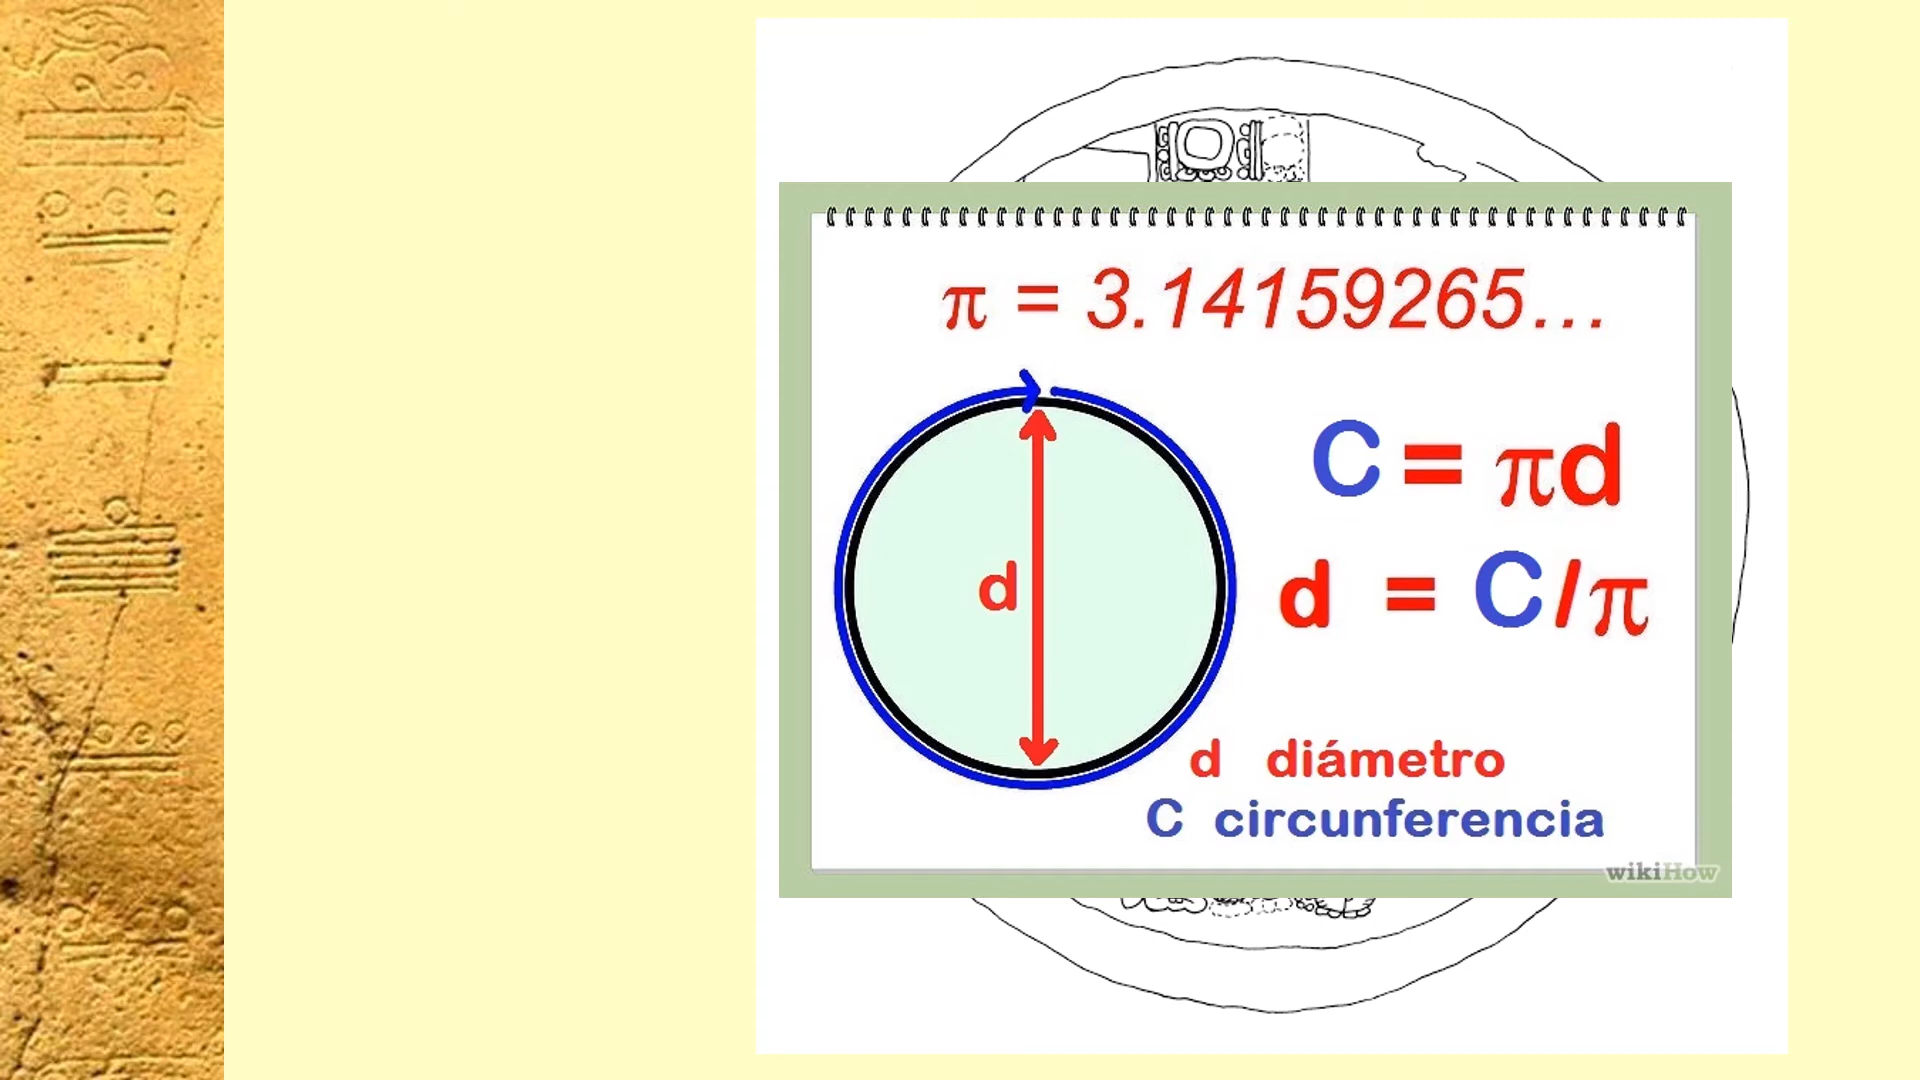 π = 3.14159265...
C = πd
d
d = C/π
d diámetro
C circunferencia
wikiHow